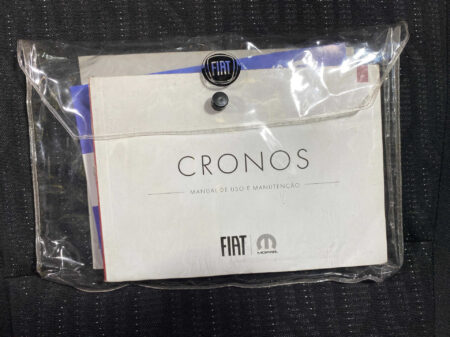 FIAT
CRONOS
MANUAL DE USO E MANUTENÇÃO
FIAT
MOPAR